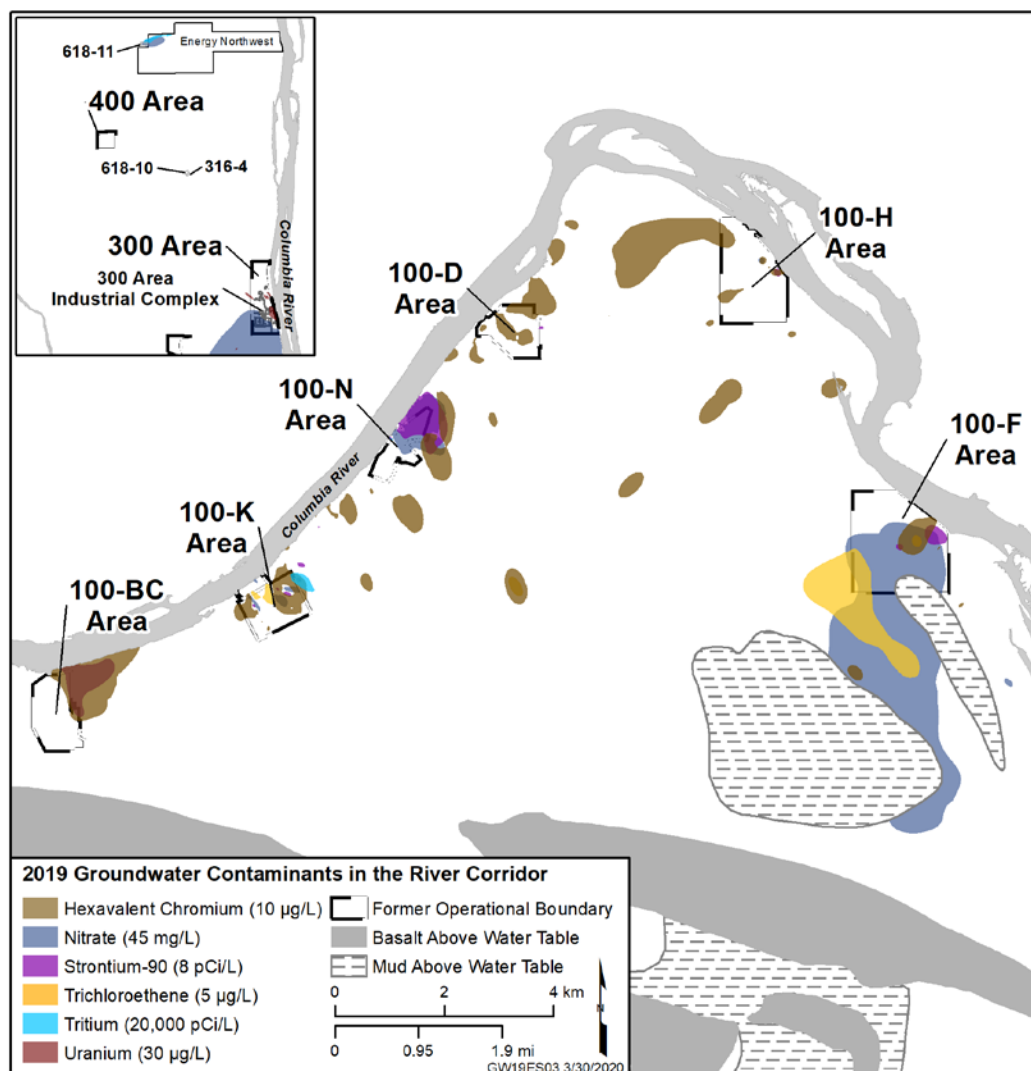 618-11
Energy Northwest
400 Area
618-10
316-4
300 Area
300 Area
Industrial Complex
Columbia River
100-H
Area
100-D
Area
100-N
Area
100-F
Area
Columbia River
100-K
Area
100-BC
Area
2019 Groundwater Contaminants in the River Corridor
Hexavalent Chromium (10 µg/L)
Nitrate (45 mg/L)
Strontium-90 (8 pCi/L)
Trichloroethene (5 µg/L)
Tritium (20,000 pCi/L)
Uranium (30 µg/L)
Former Operational Boundary
Basalt Above Water Table
Mud Above Water Table
0 2 4 km
0 0.95 1.9 mi
N
GW19ES03 3/30/2020